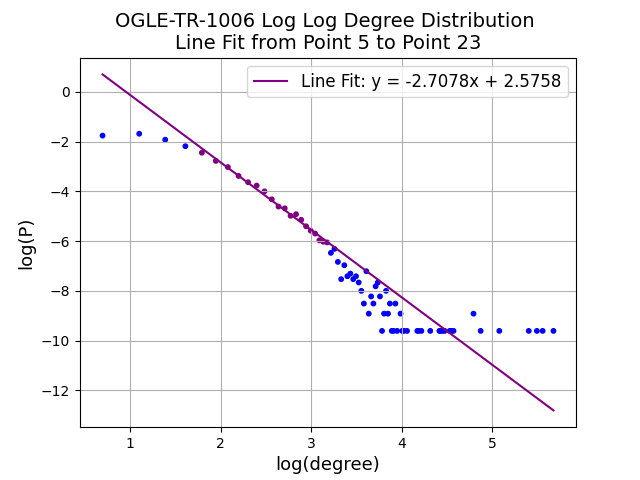 OGLE-TR-1006 Log Log Degree Distribution
Line Fit from Point 5 to Point 23
Line Fit: y = -2.7078x + 2.5758
0
−2
−4
−6
−8
−10
−12
log(P)
1 2 3 4 5
log(degree)